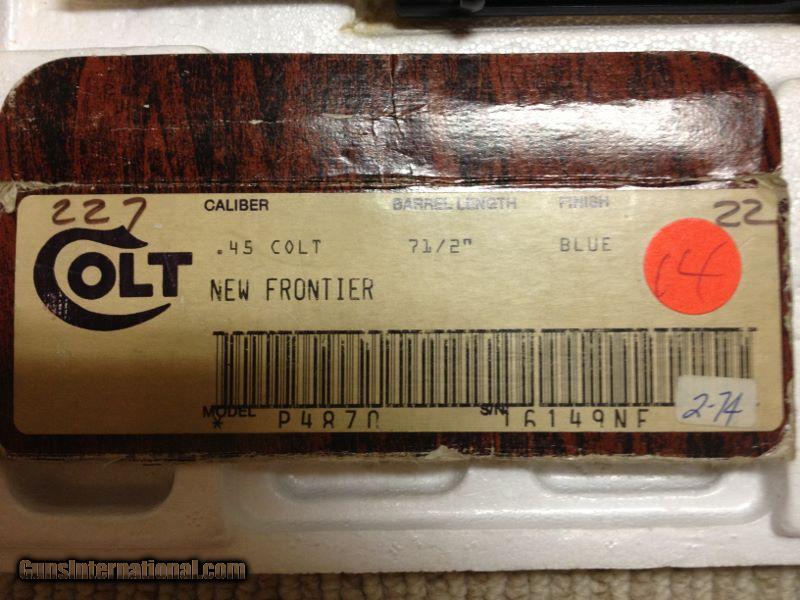 227
CALIBER BARREL LENGTH FINISH 22
COLT .45 COLT 7 1/2" BLUE 14
NEW FRONTIER
MODEL S/N.
* P4870 16149NF 2-74
GunsInternational.com